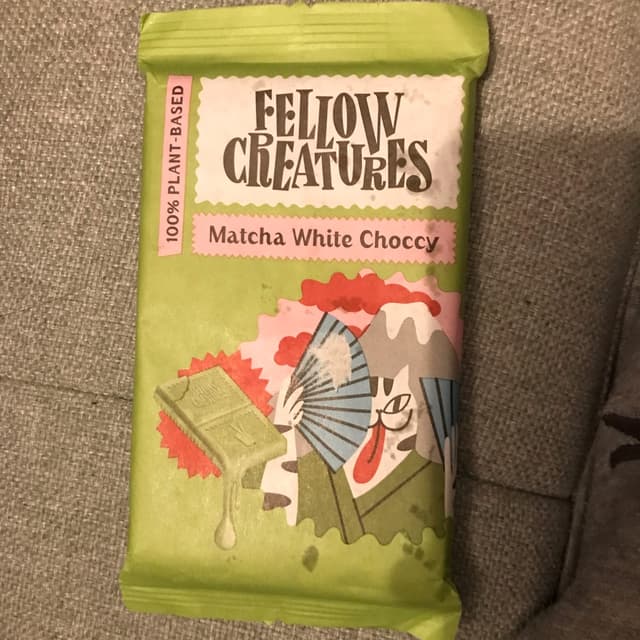 100% PLANT-BASED
FELLOW
CREATURES
Matcha White Choccy